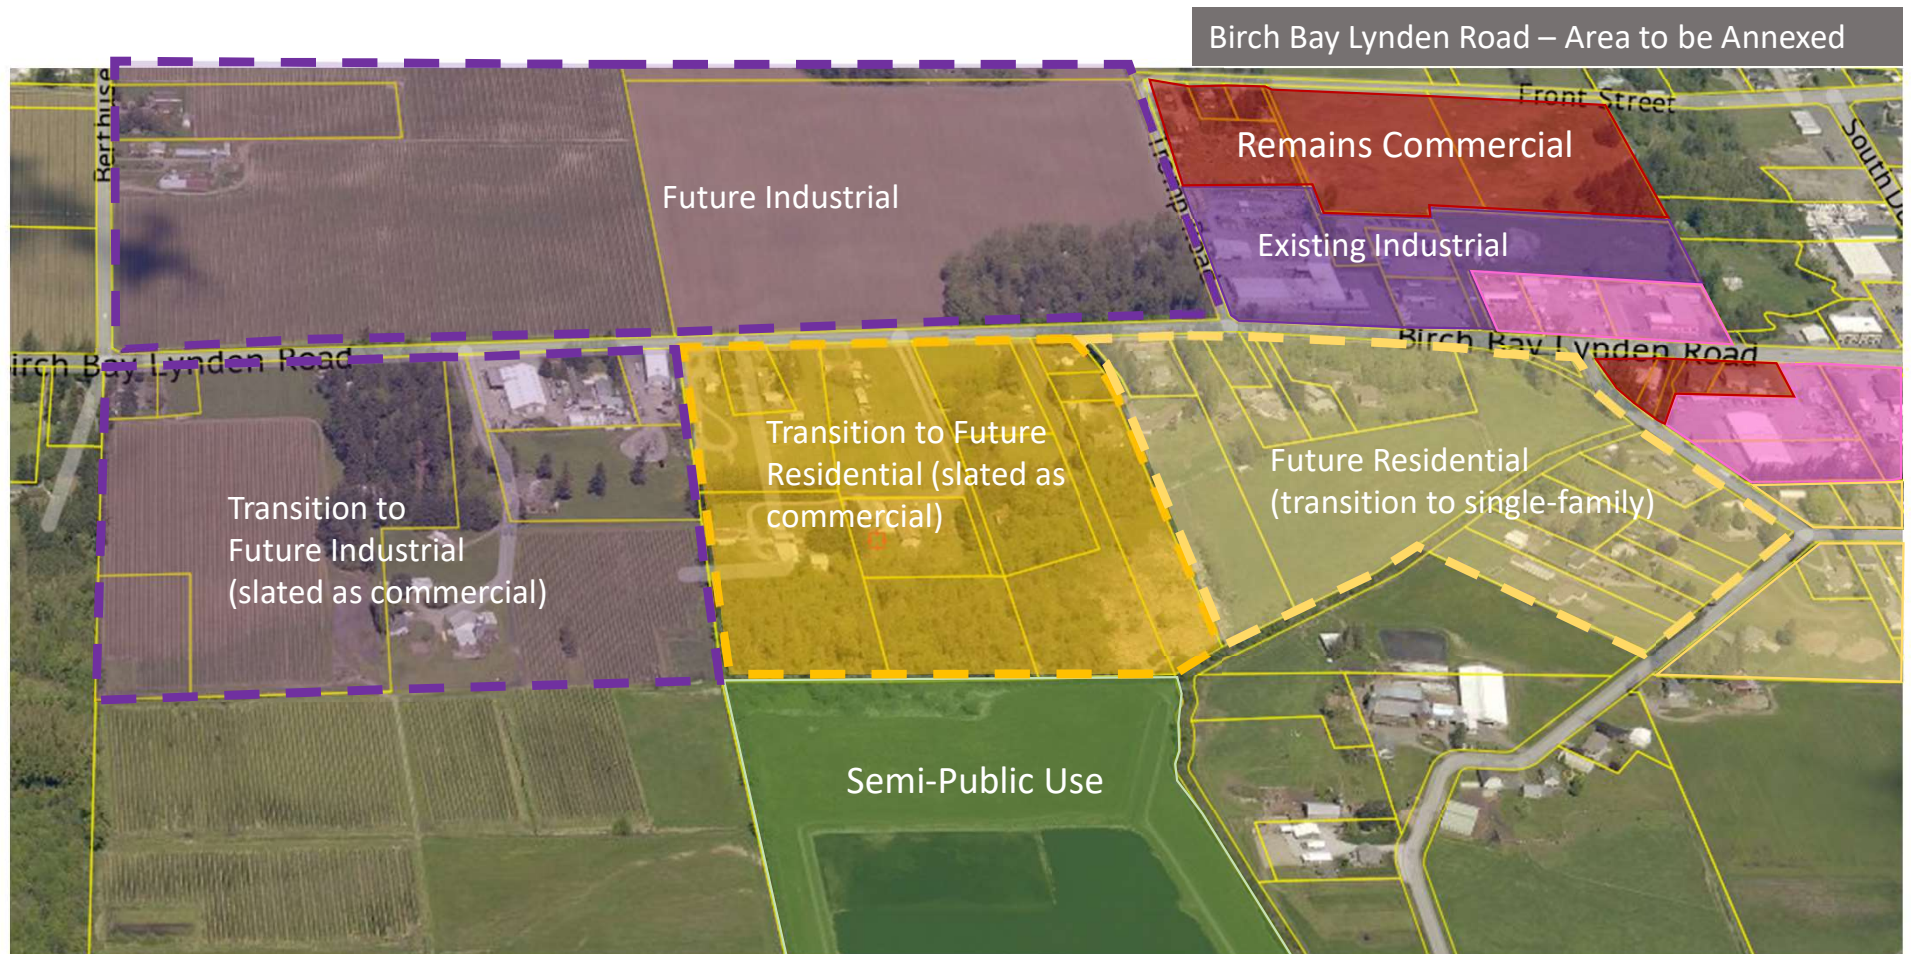 Birch Bay Lynden Road – Area to be Annexed
Front Street
Remains Commercial
Future Industrial
Existing Industrial
Birch Bay Lynden Road
irch Bay Lynden Road
Transition to Future
Residential (slated as
commercial)
Future Residential
(transition to single-family)
Transition to
Future Industrial
(slated as commercial)
Semi-Public Use